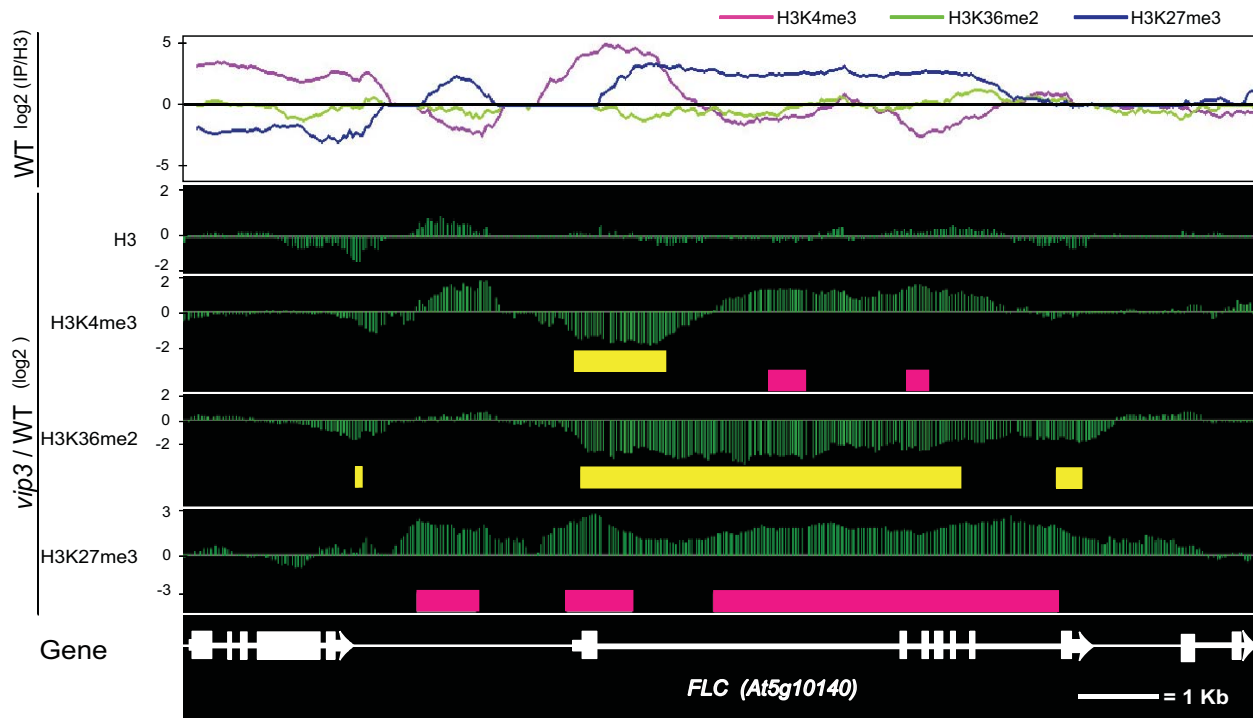 H3K4me3 H3K36me2 H3K27me3
WT log2 (IP/H3)
5
0
-5
vip3 / WT (log2)
H3
2
0
-2
H3K4me3
2
0
-2
H3K36me2
2
0
-2
H3K27me3
3
0
-3
Gene
FLC (At5g10140)
= 1 Kb